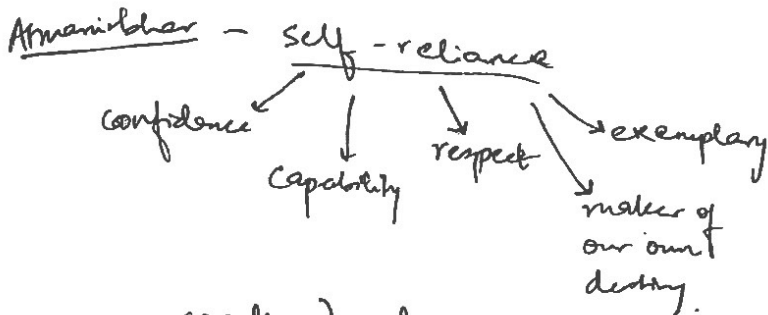 Atmanirbhar - Self-reliance
confidence
Capability
respect
exemplary
maker of
our own
destiny.